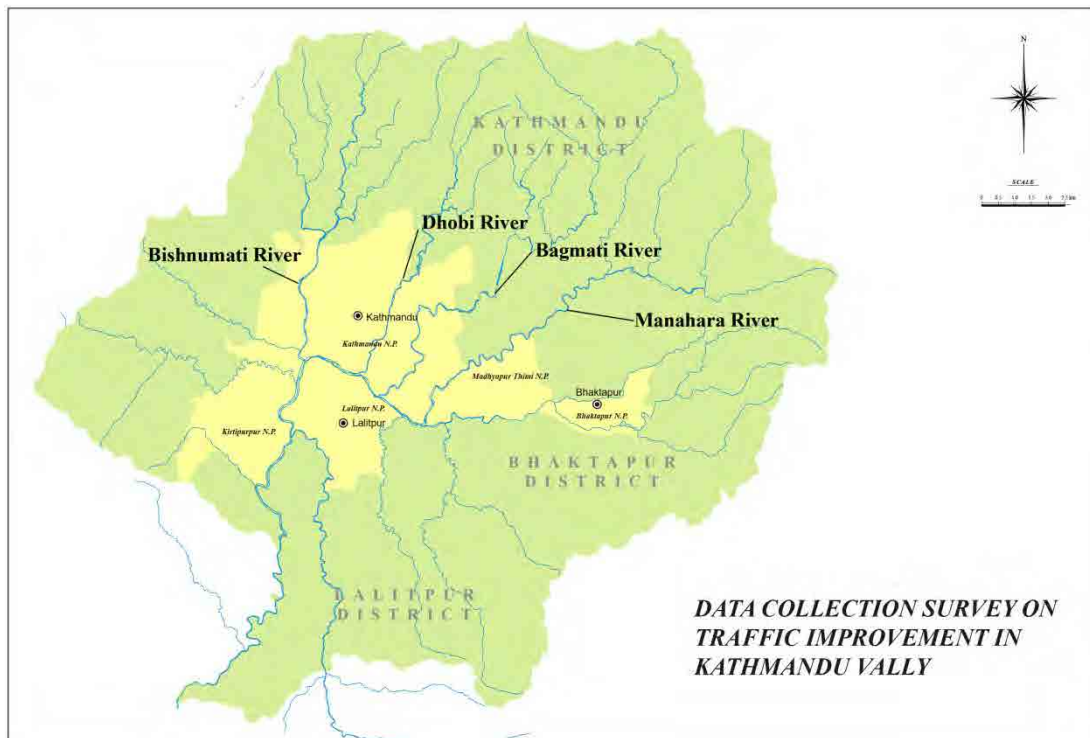 N
KATHMANDU
DISTRICT
SCALE
Dhobi River
Bishnumati River
Bagmati River
Kathmandu
Manahara River
Kathmandu N.P.
Madhyapur Thimi N.P.
Bhaktapur
Lalitpur N.P.
Bhaktapur N.P.
Lalitpur
Kirtipurpur N.P.
BHAKTAPUR
DISTRICT
LALITPUR
DISTRICT
DATA COLLECTION SURVEY ON
TRAFFIC IMPROVEMENT IN
KATHMANDU VALLY